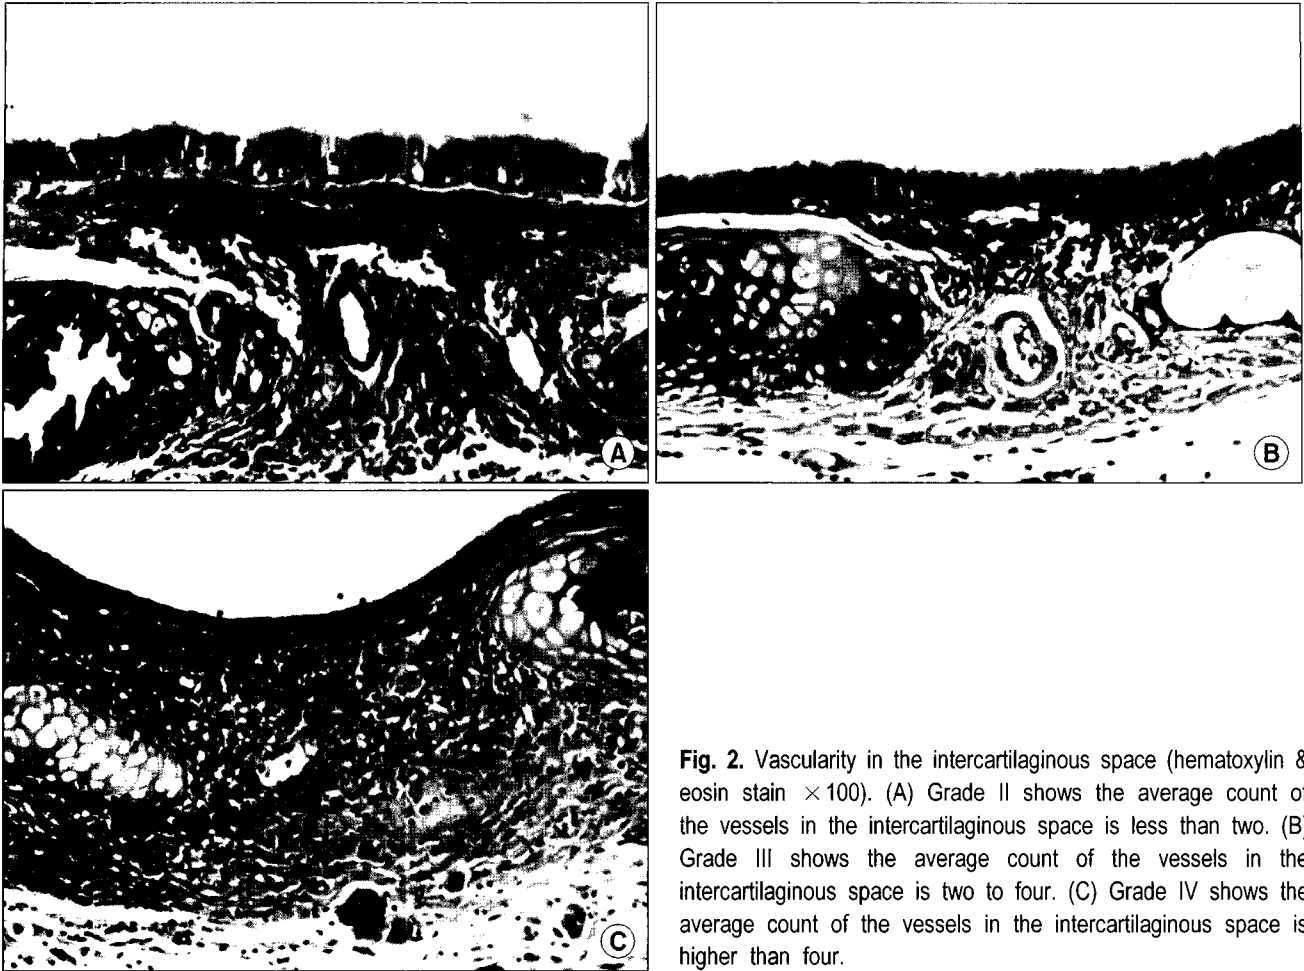 A
B
C
Fig. 2. Vascularity in the intercartilaginous space (hematoxylin &
eosin stain ×100). (A) Grade II shows the average count of
the vessels in the intercartilaginous space is less than two. (B)
Grade III shows the average count of the vessels in the
intercartilaginous space is two to four. (C) Grade IV shows the
average count of the vessels in the intercartilaginous space is
higher than four.